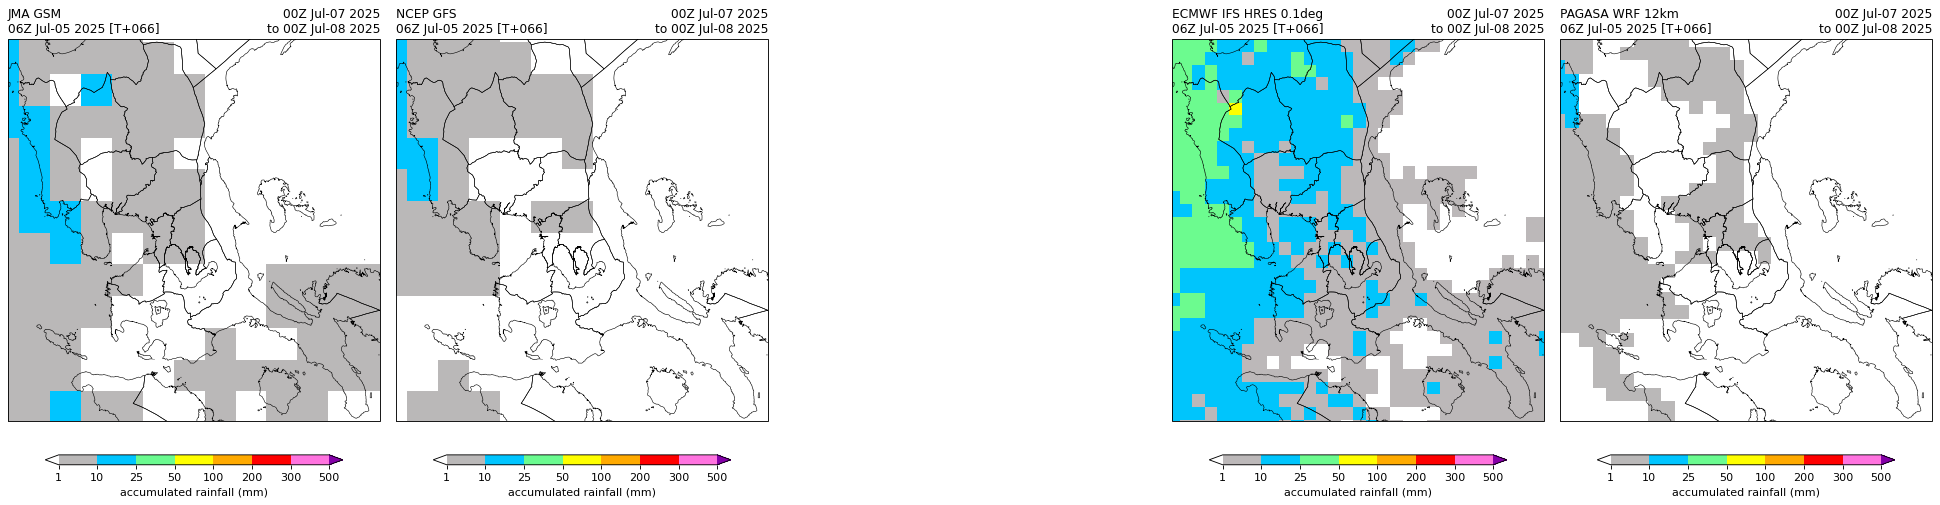 JMA GSM 00Z Jul-07 2025
06Z Jul-05 2025 [T+066] to 00Z Jul-08 2025
1 10 25 50 100 200 300 500
accumulated rainfall (mm)
NCEP GFS 00Z Jul-07 2025
06Z Jul-05 2025 [T+066] to 00Z Jul-08 2025
1 10 25 50 100 200 300 500
accumulated rainfall (mm)
ECMWF IFS HRES 0.1deg 00Z Jul-07 2025
06Z Jul-05 2025 [T+066] to 00Z Jul-08 2025
1 10 25 50 100 200 300 500
accumulated rainfall (mm)
PAGASA WRF 12km 00Z Jul-07 2025
06Z Jul-05 2025 [T+066] to 00Z Jul-08 2025
1 10 25 50 100 200 300 500
accumulated rainfall (mm)